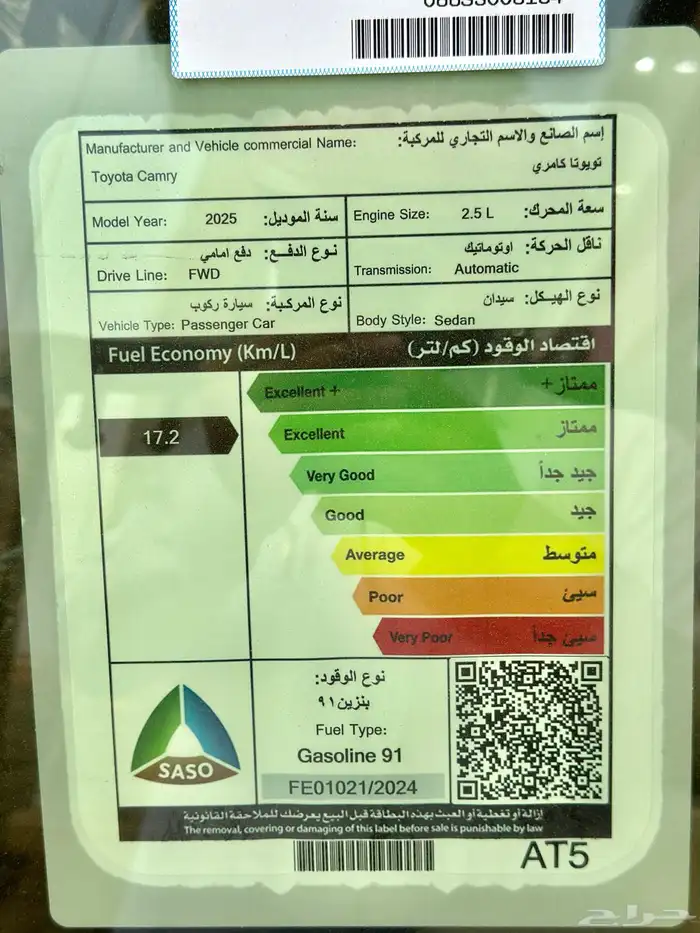 Manufacturer and Vehicle commercial Name: إسم الصانع والاسم التجاري للمركبة:
Toyota Camry تويوتا كامري
Model Year: 2025 سنة الموديل:
Engine Size: 2.5 L سعة المحرك:
نوع الدفـع: دفع امامي
Drive Line: FWD
ناقل الحركة: اوتوماتيك
Transmission: Automatic
نوع المركبة: سيارة ركوب
Vehicle Type: Passenger Car
نوع الهيكل: سيدان
Body Style: Sedan
Fuel Economy (Km/L) اقتصاد الوقود (كم/لتر)
17.2
Excellent + ممتاز+
Excellent ممتاز
Very Good جيد جداً
Good جيد
Average متوسط
Poor سيئ
Very Poor سيئ جداً
SASO
نوع الوقود:
بنزين ٩١
Fuel Type:
Gasoline 91
FE01021/2024
إزالة أو تغطية أو العبث بهذه البطاقة قبل البيع يعرضك للملاحقة القانونية
The removal, covering or damaging of this label before sale is punishable by law
AT5
حراج